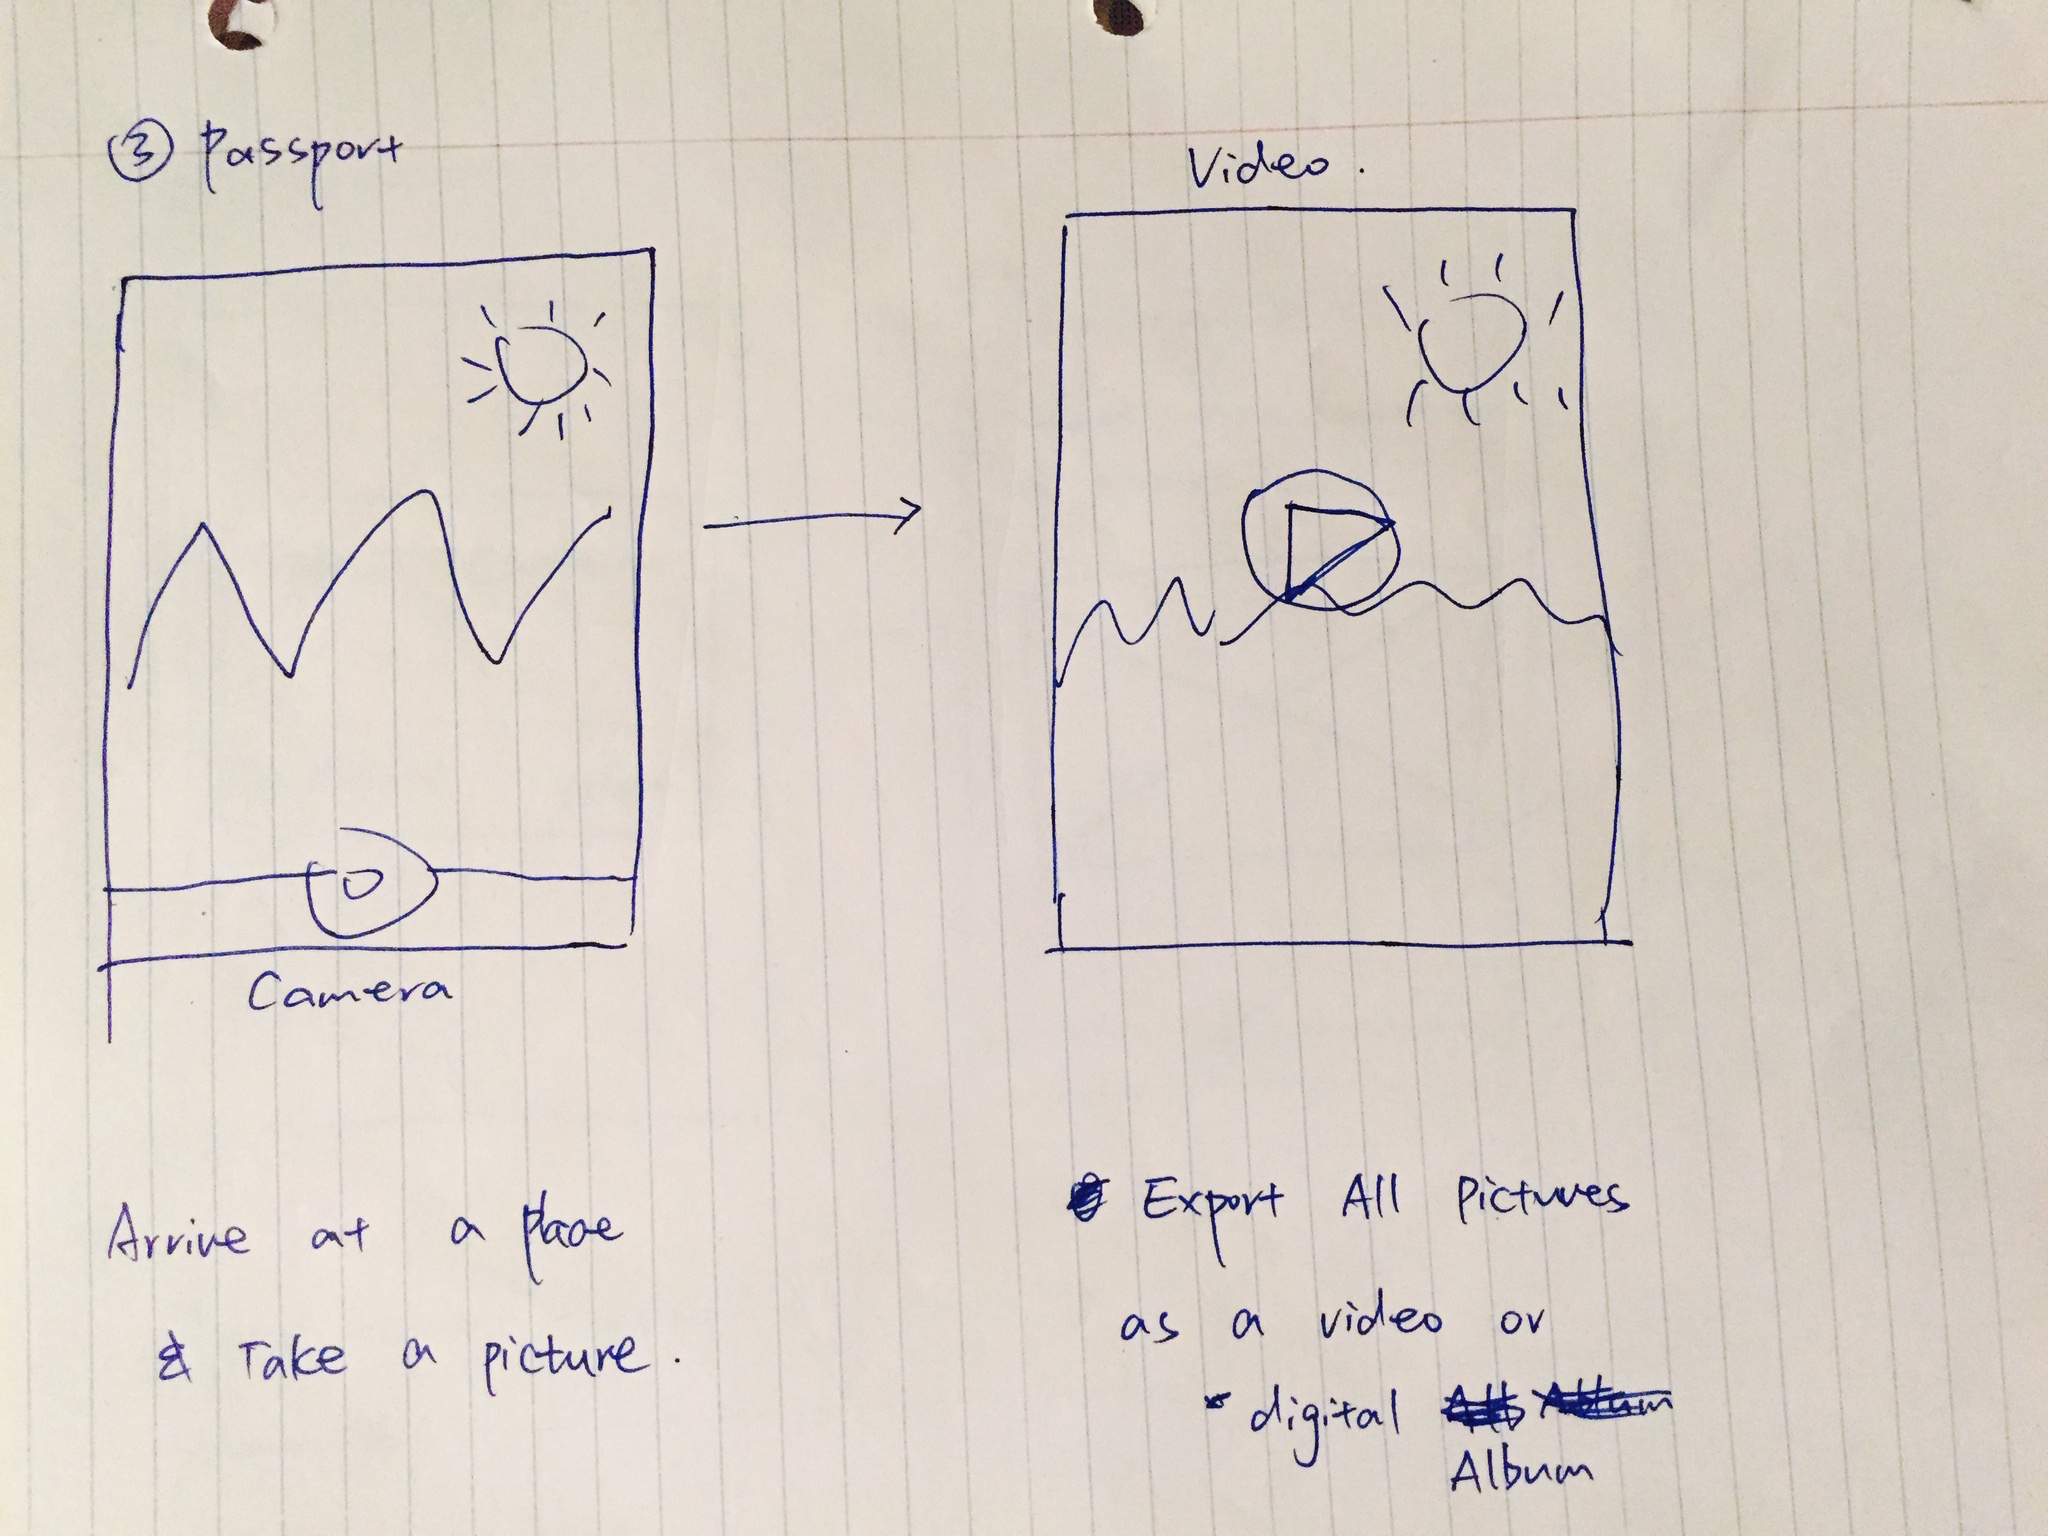 ③ Passport
Video.
Camera
Arrive at a place
& Take a picture.
Export All Pictures
as a video or
digital
Album